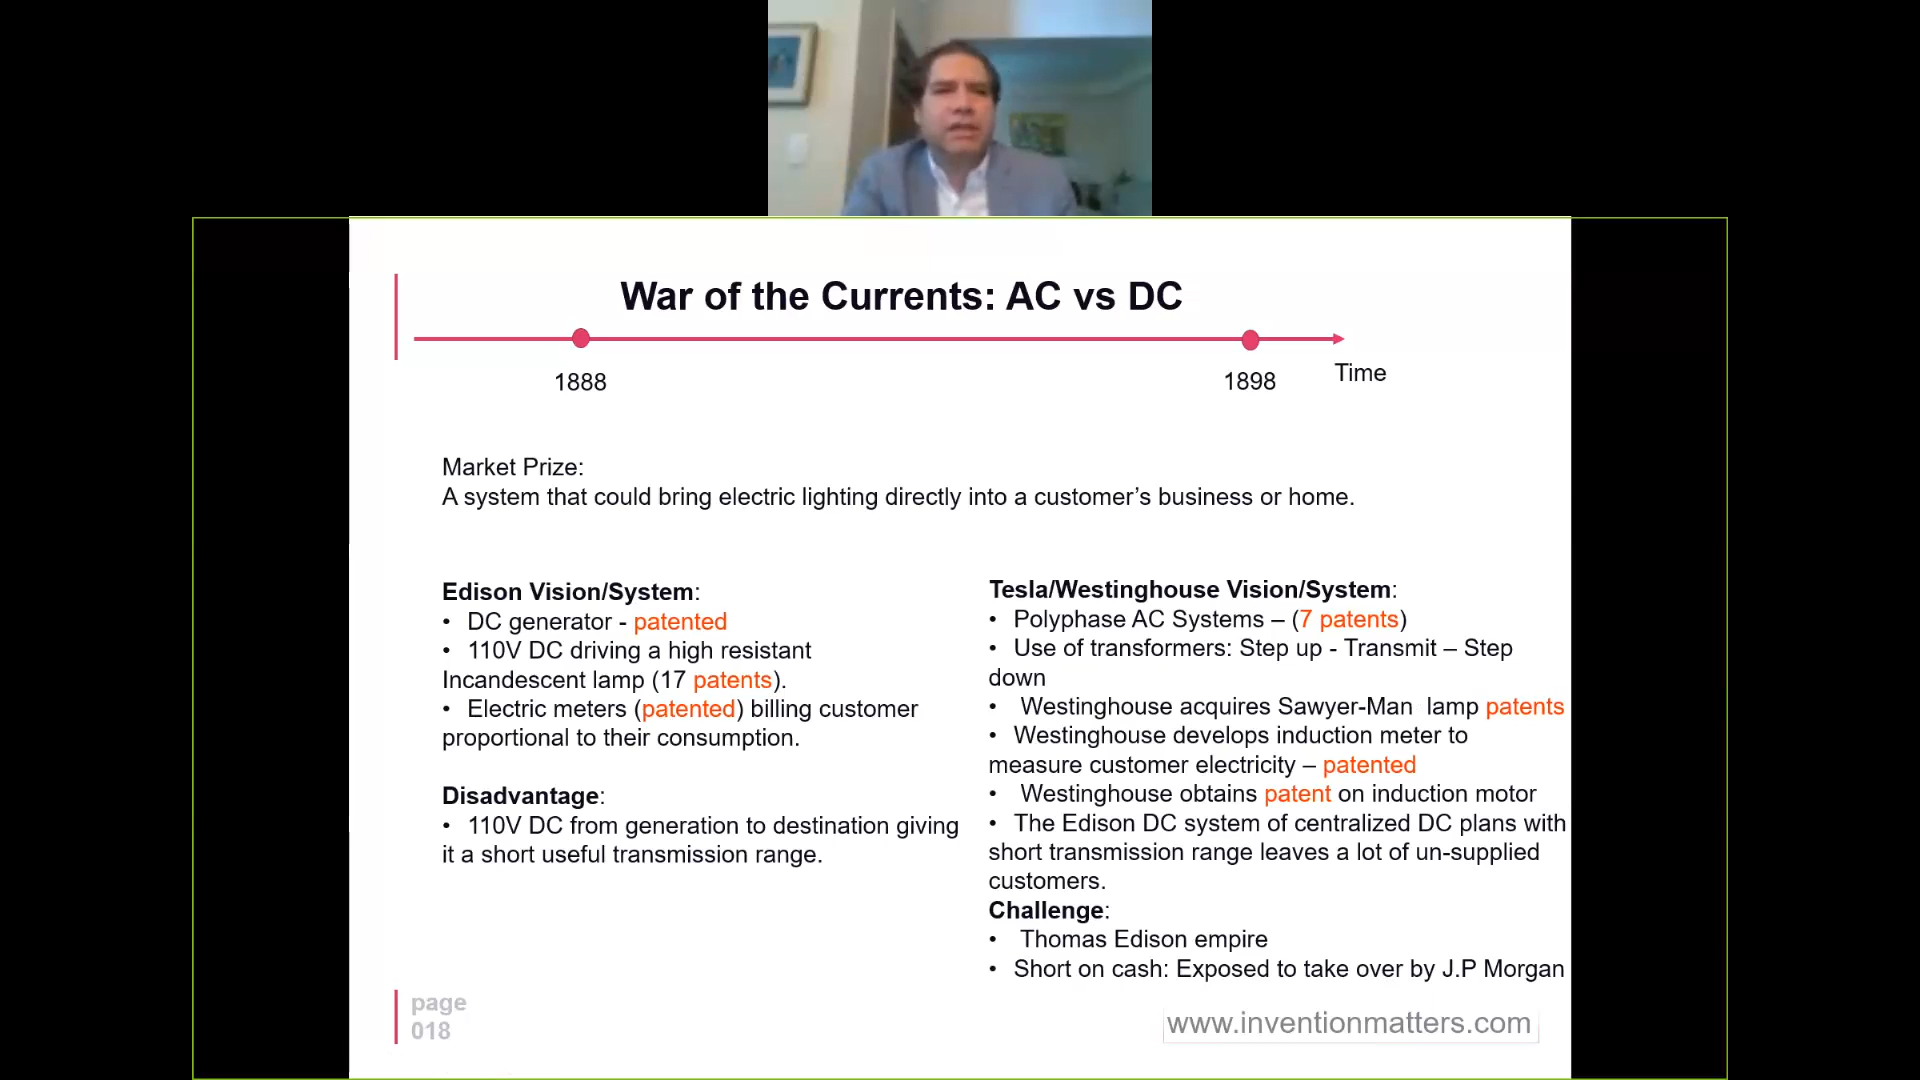 War of the Currents: AC vs DC
1888
1898
Time
Market Prize:
A system that could bring electric lighting directly into a customer’s business or home.
Edison Vision/System:
• DC generator - patented
• 110V DC driving a high resistant
Incandescent lamp (17 patents).
• Electric meters (patented) billing customer
proportional to their consumption.
Disadvantage:
• 110V DC from generation to destination giving
it a short useful transmission range.
Tesla/Westinghouse Vision/System:
• Polyphase AC Systems – (7 patents)
• Use of transformers: Step up - Transmit – Step
down
• Westinghouse acquires Sawyer-Man lamp patents
• Westinghouse develops induction meter to
measure customer electricity – patented
• Westinghouse obtains patent on induction motor
• The Edison DC system of centralized DC plans with
short transmission range leaves a lot of un-supplied
customers.
Challenge:
• Thomas Edison empire
• Short on cash: Exposed to take over by J.P Morgan
page
018
www.inventionmatters.com